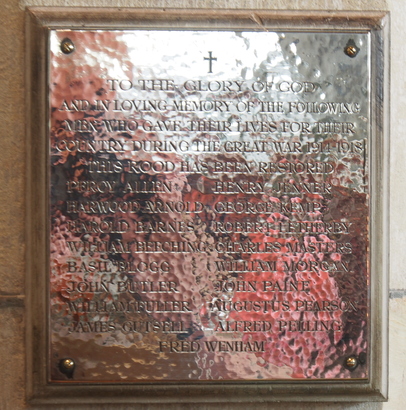 TO THE GLORY OF GOD
AND IN LOVING MEMORY OF THE FOLLOWING
MEN WHO GAVE THEIR LIVES FOR THEIR
COUNTRY DURING THE GREAT WAR 1914-1918
THIS ROOD HAS BEEN RESTORED
PERCY ALLEN HENRY JENNER
HARWOOD ARNOLD GEORGE KEMP
HAROLD BARNES ROBERT LETHERBY
WILLIAM BEECHING CHARLES MASTERS
BASIL BLOGG WILLIAM MORGAN
JOHN BUTLER JOHN PAINE
WILLIAM FULLER AUGUSTUS PEARSON
JAMES GUTSELL ALFRED PERLING
FRED WENHAM